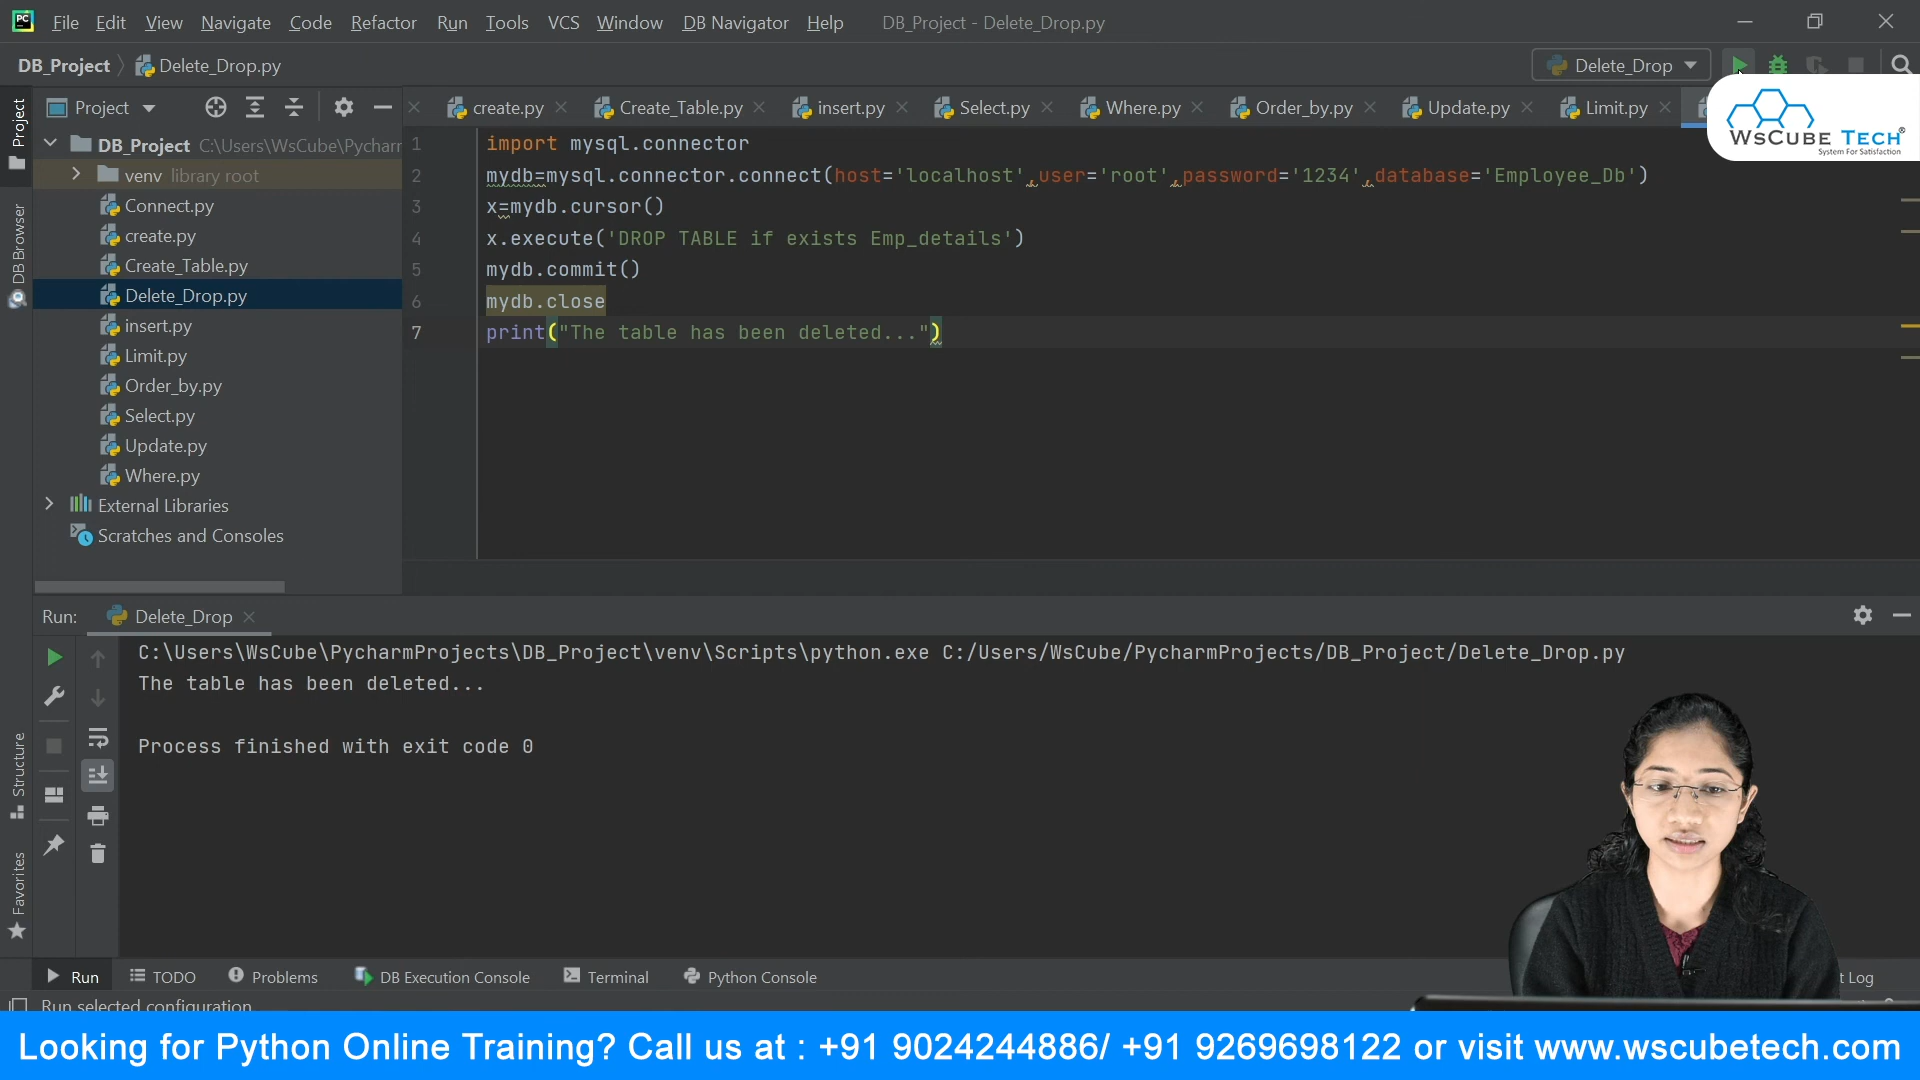 PC File Edit View Navigate Code Refactor Run Tools VCS Window DB Navigator Help DB_Project - Delete_Drop.py
DB_Project Delete_Drop.py Delete_Drop
Project create.py Create_Table.py insert.py Select.py Where.py Order_by.py Update.py Limit.py
WsCube Tech®
System For Satisfaction
Project
DB Browser
Structure
Favorites
DB_Project C:\Users\WsCube\Pychar
venv library root
Connect.py
create.py
Create_Table.py
Delete_Drop.py
insert.py
Limit.py
Order_by.py
Select.py
Update.py
Where.py
External Libraries
Scratches and Consoles
1 import mysql.connector
2 mydb=mysql.connector.connect(host='localhost',user='root',password='1234',database='Employee_Db')
3 x=mydb.cursor()
4 x.execute('DROP TABLE if exists Emp_details')
5 mydb.commit()
6 mydb.close
7 print("The table has been deleted...")
Run: Delete_Drop
C:\Users\WsCube\PycharmProjects\DB_Project\venv\Scripts\python.exe C:/Users/WsCube/PycharmProjects/DB_Project/Delete_Drop.py
The table has been deleted...
Process finished with exit code 0
Run TODO Problems DB Execution Console Terminal Python Console t Log
Run selected configuration
Looking for Python Online Training? Call us at : +91 9024244886/ +91 9269698122 or visit www.wscubetech.com